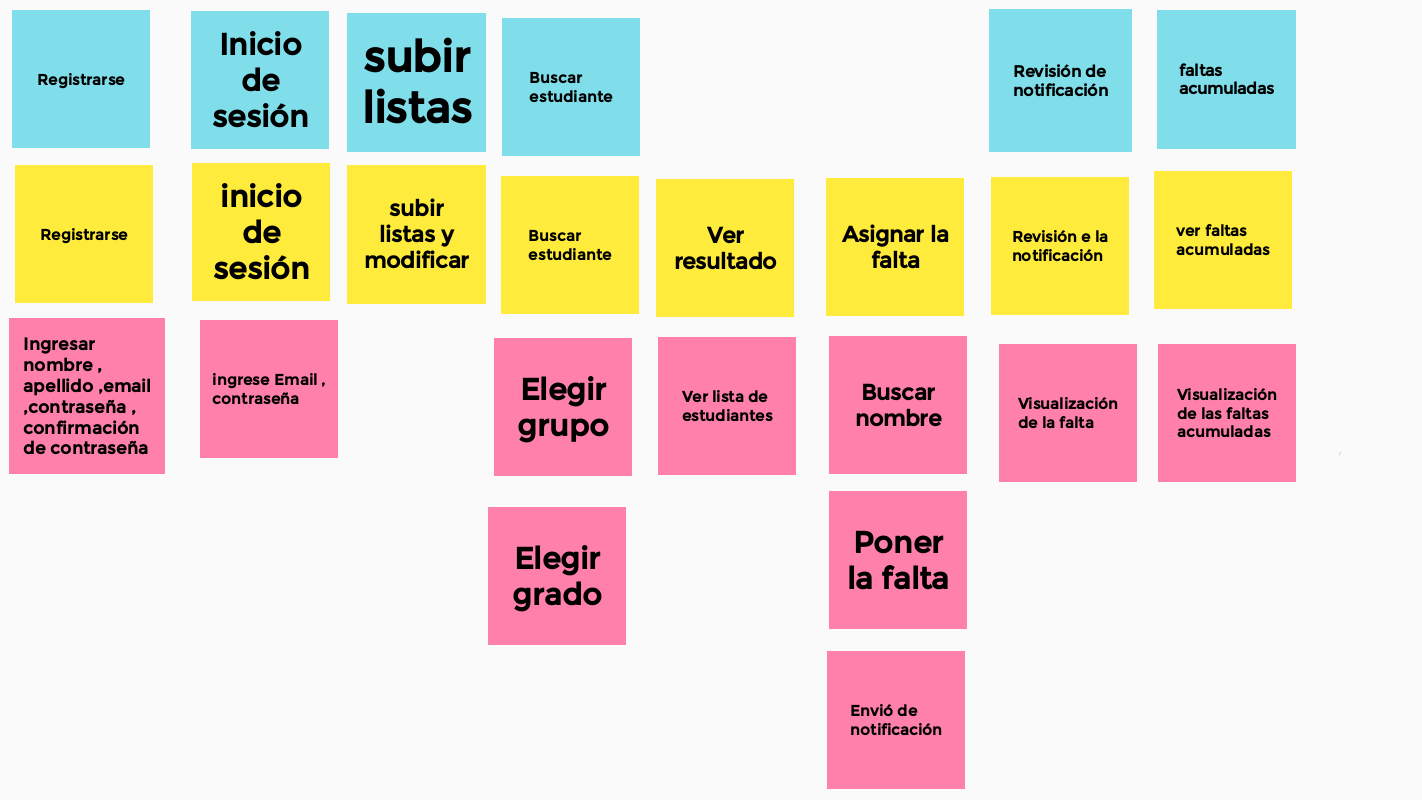 Registrarse
Inicio
de
sesión
subir
listas
Buscar
estudiante
Revisión de
notificación
faltas
acumuladas
Registrarse
inicio
de
sesión
subir
listas y
modificar
Buscar
estudiante
Ver
resultado
Asignar la
falta
Revisión e la
notificación
ver faltas
acumuladas
Ingresar
nombre ,
apellido ,email
,contraseña ,
confirmación
de contraseña
ingrese Email ,
contraseña
Elegir
grupo
Ver lista de
estudiantes
Buscar
nombre
Visualización
de la falta
Visualización
de las faltas
acumuladas
Elegir
grado
Poner
la falta
Envió de
notificación